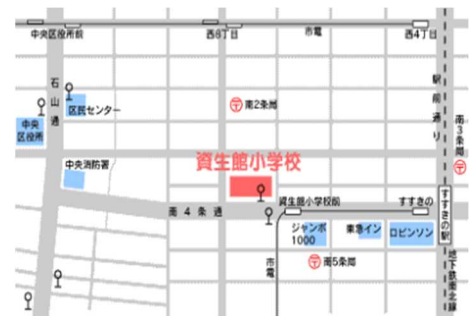 中央区役所前
西8丁目
市電
西4丁目
石山通
区民センター
中央
区役所
南2条局
駅前通り
南3条局
中央消防署
資生館小学校
資生館小学校前
すすきの
すすきの駅
南4条通
ジャンボ
1000
東急イン
ロビンソン
市電
南5条局
地下鉄南北線